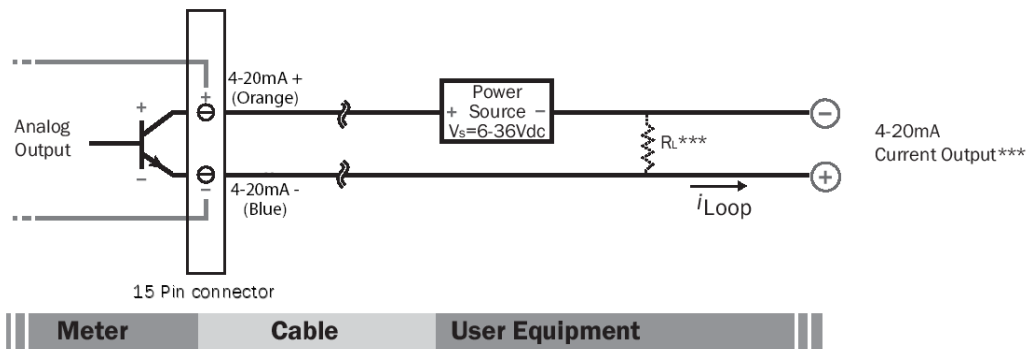 4-20mA +
(Orange)
Analog
Output
+
−
+
−
4-20mA -
(Blue)
Power
+ Source −
Vs=6-36Vdc
RL***
iLoop
−
+
4-20mA
Current Output***
15 Pin connector
Meter
Cable
User Equipment